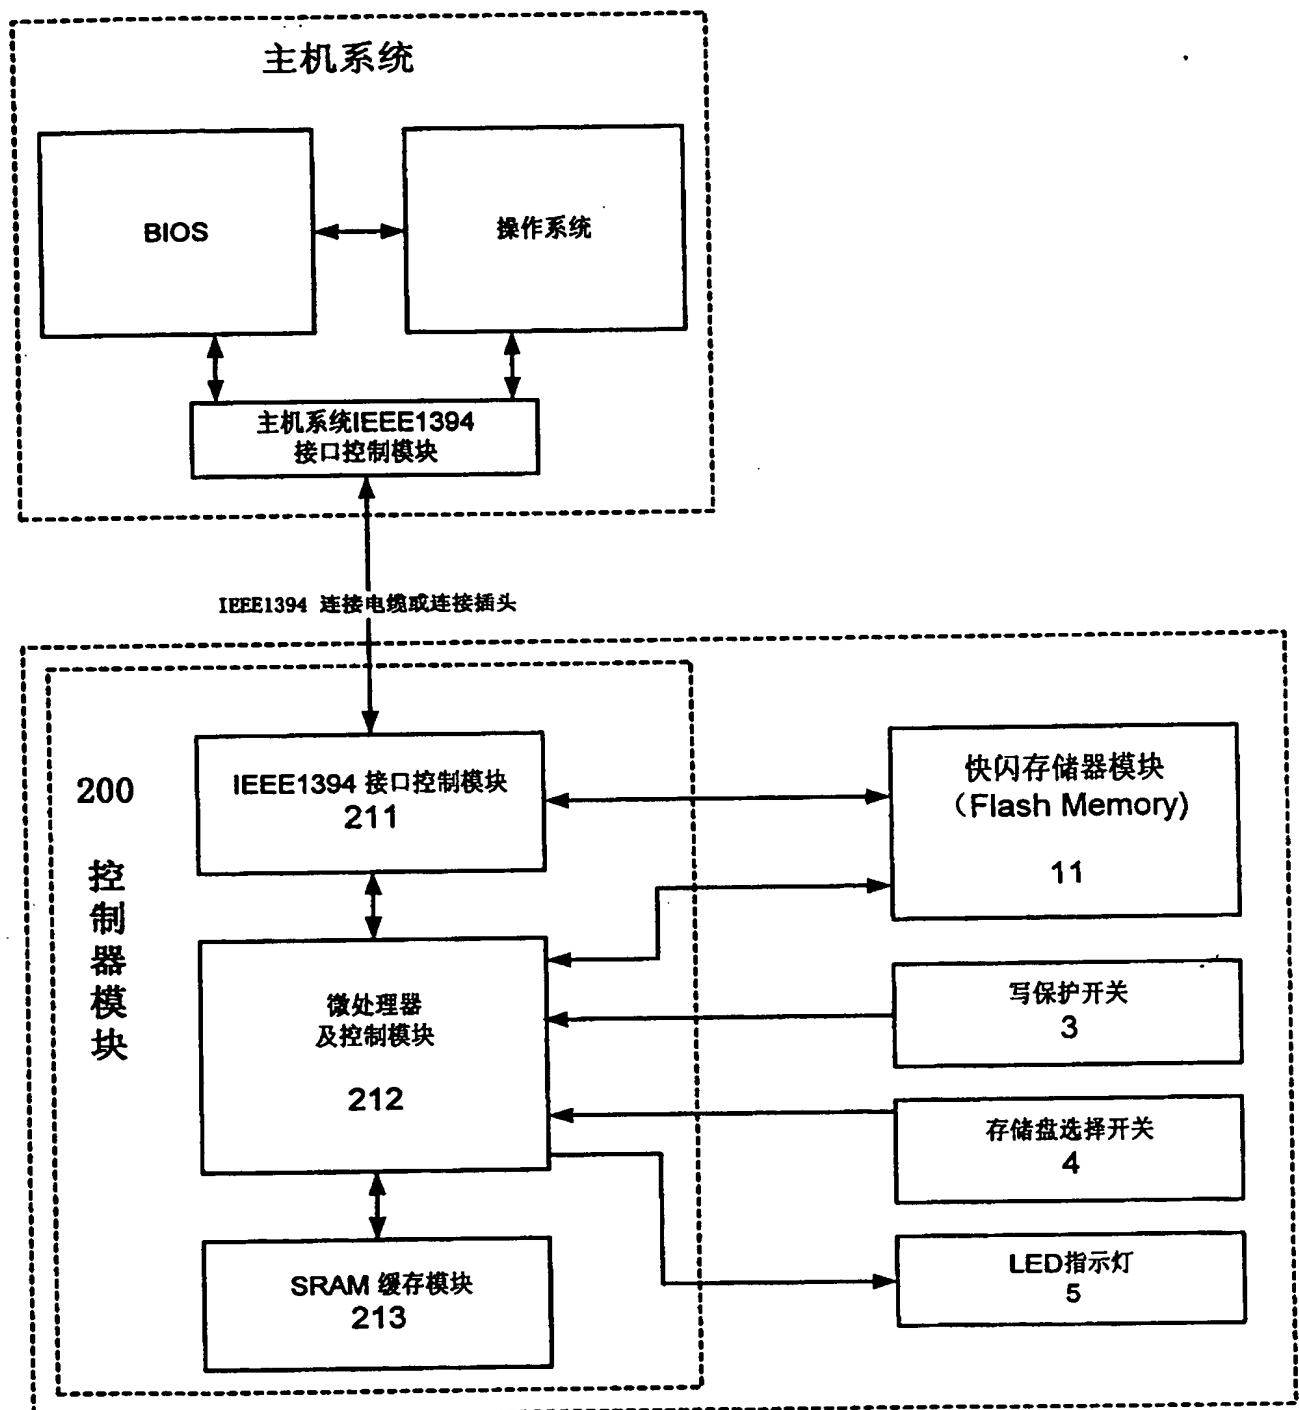 主机系统
BIOS
操作系统
主机系统IEEE1394
接口控制模块
IEEE1394 连接电缆或连接插头
200
控制器模块
IEEE1394 接口控制模块
211
快闪存储器模块
（Flash Memory)
11
微处理器
及控制模块
212
写保护开关
3
存储盘选择开关
4
SRAM 缓存模块
213
LED指示灯
5